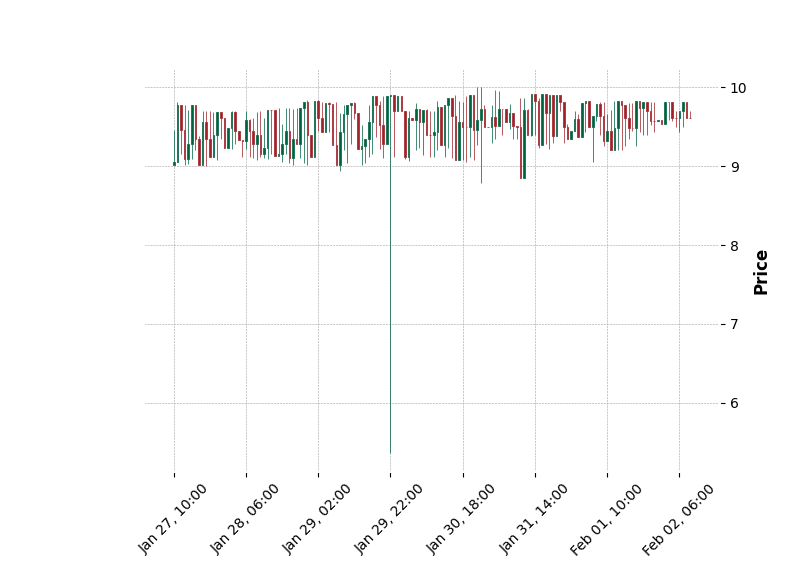 10
9
8
7
6
Price
Jan 27, 10:00
Jan 28, 06:00
Jan 29, 02:00
Jan 29, 22:00
Jan 30, 18:00
Jan 31, 14:00
Feb 01, 10:00
Feb 02, 06:00